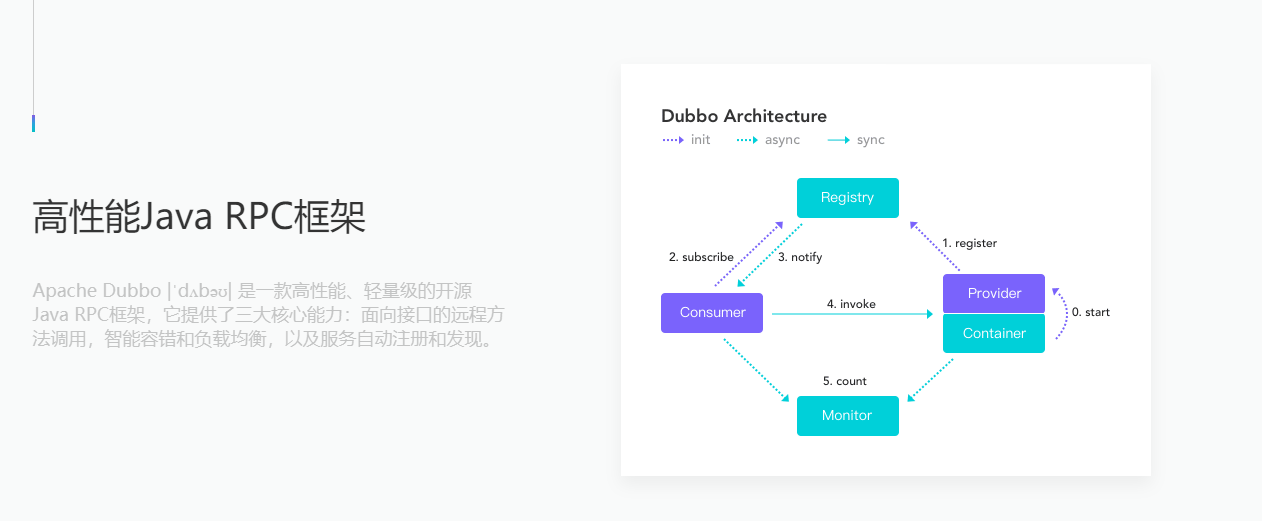 高性能Java RPC框架
Apache Dubbo |ˈdʌbəʊ| 是一款高性能、轻量级的开源
Java RPC框架，它提供了三大核心能力：面向接口的远程方
法调用，智能容错和负载均衡，以及服务自动注册和发现。
Dubbo Architecture
init async sync
Registry
1. register
2. subscribe 3. notify
Provider
4. invoke
Consumer
0. start
Container
5. count
Monitor